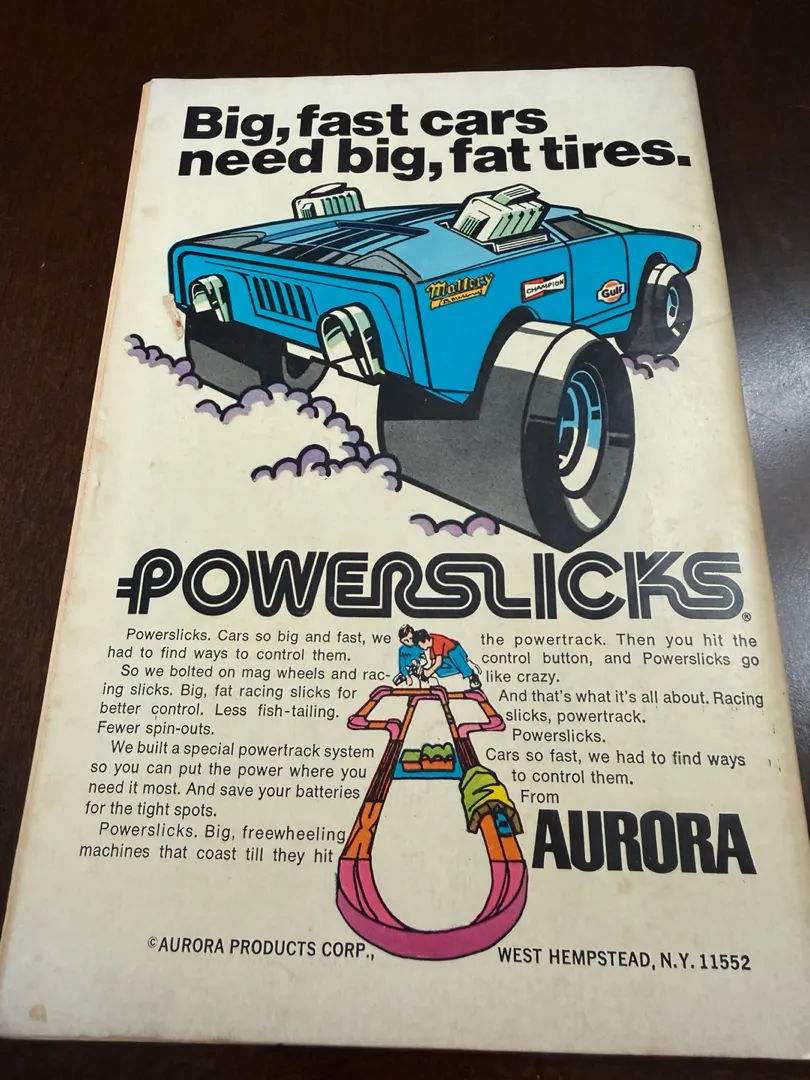 Big, fast cars
need big, fat tires.
Mallory
CHAMPION
Gulf
POWERSLICKS®
Powerslicks. Cars so big and fast, we
had to find ways to control them.
So we bolted on mag wheels and rac-
ing slicks. Big, fat racing slicks for
better control. Less fish-tailing.
Fewer spin-outs.
We built a special powertrack system
so you can put the power where you
need it most. And save your batteries
for the tight spots.
Powerslicks. Big, freewheeling
machines that coast till they hit
the powertrack. Then you hit the
control button, and Powerslicks go
like crazy.
And that's what it's all about. Racing
slicks, powertrack.
Powerslicks.
Cars so fast, we had to find ways
to control them.
From
AURORA
©AURORA PRODUCTS CORP., WEST HEMPSTEAD, N.Y. 11552